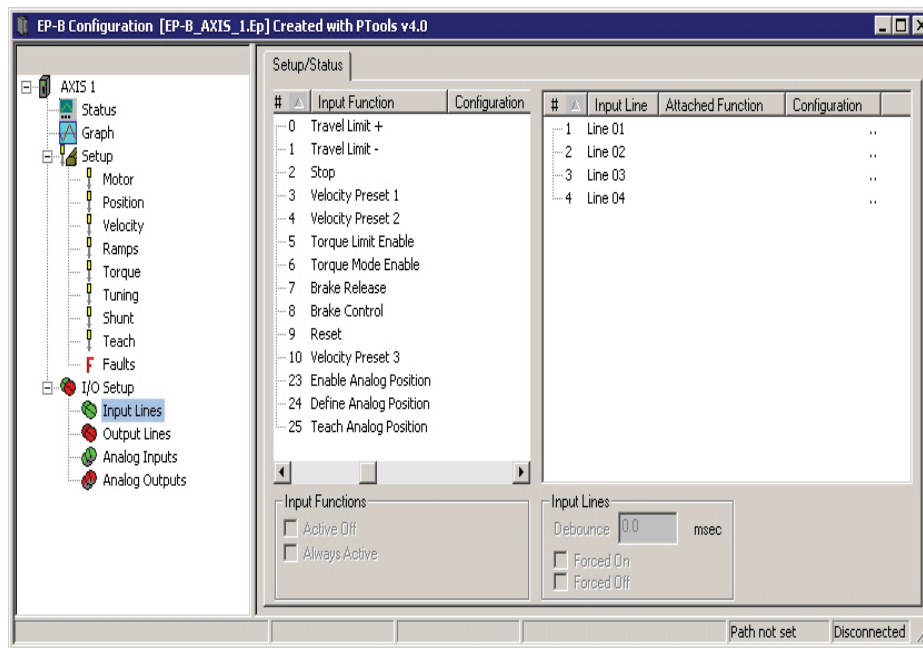 EP-B Configuration [EP-B_AXIS_1.Ep] Created with PTools v4.0
AXIS 1
Status
Graph
Setup
Motor
Position
Velocity
Ramps
Torque
Tuning
Shunt
Teach
F Faults
I/O Setup
Input Lines
Output Lines
Analog Inputs
Analog Outputs
Setup/Status
# Input Function Configuration
0 Travel Limit +
1 Travel Limit -
2 Stop
3 Velocity Preset 1
4 Velocity Preset 2
5 Torque Limit Enable
6 Torque Mode Enable
7 Brake Release
8 Brake Control
9 Reset
10 Velocity Preset 3
23 Enable Analog Position
24 Define Analog Position
25 Teach Analog Position
# Input Line Attached Function Configuration
1 Line 01 ..
2 Line 02 ..
3 Line 03 ..
4 Line 04 ..
Input Functions
Active Off
Always Active
Input Lines
Debounce 0.0 msec
Forced On
Forced Off
Path not set Disconnected